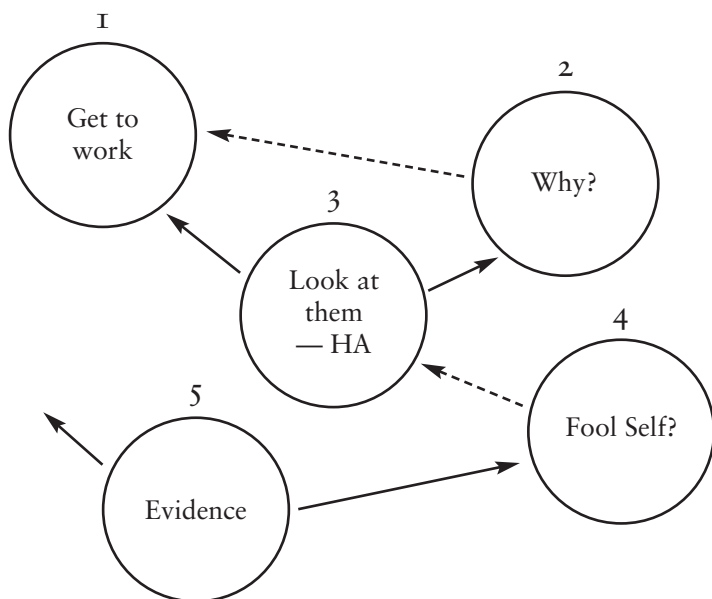 1
Get to
work
2
Why?
3
Look at
them
— HA
4
Fool Self?
5
Evidence